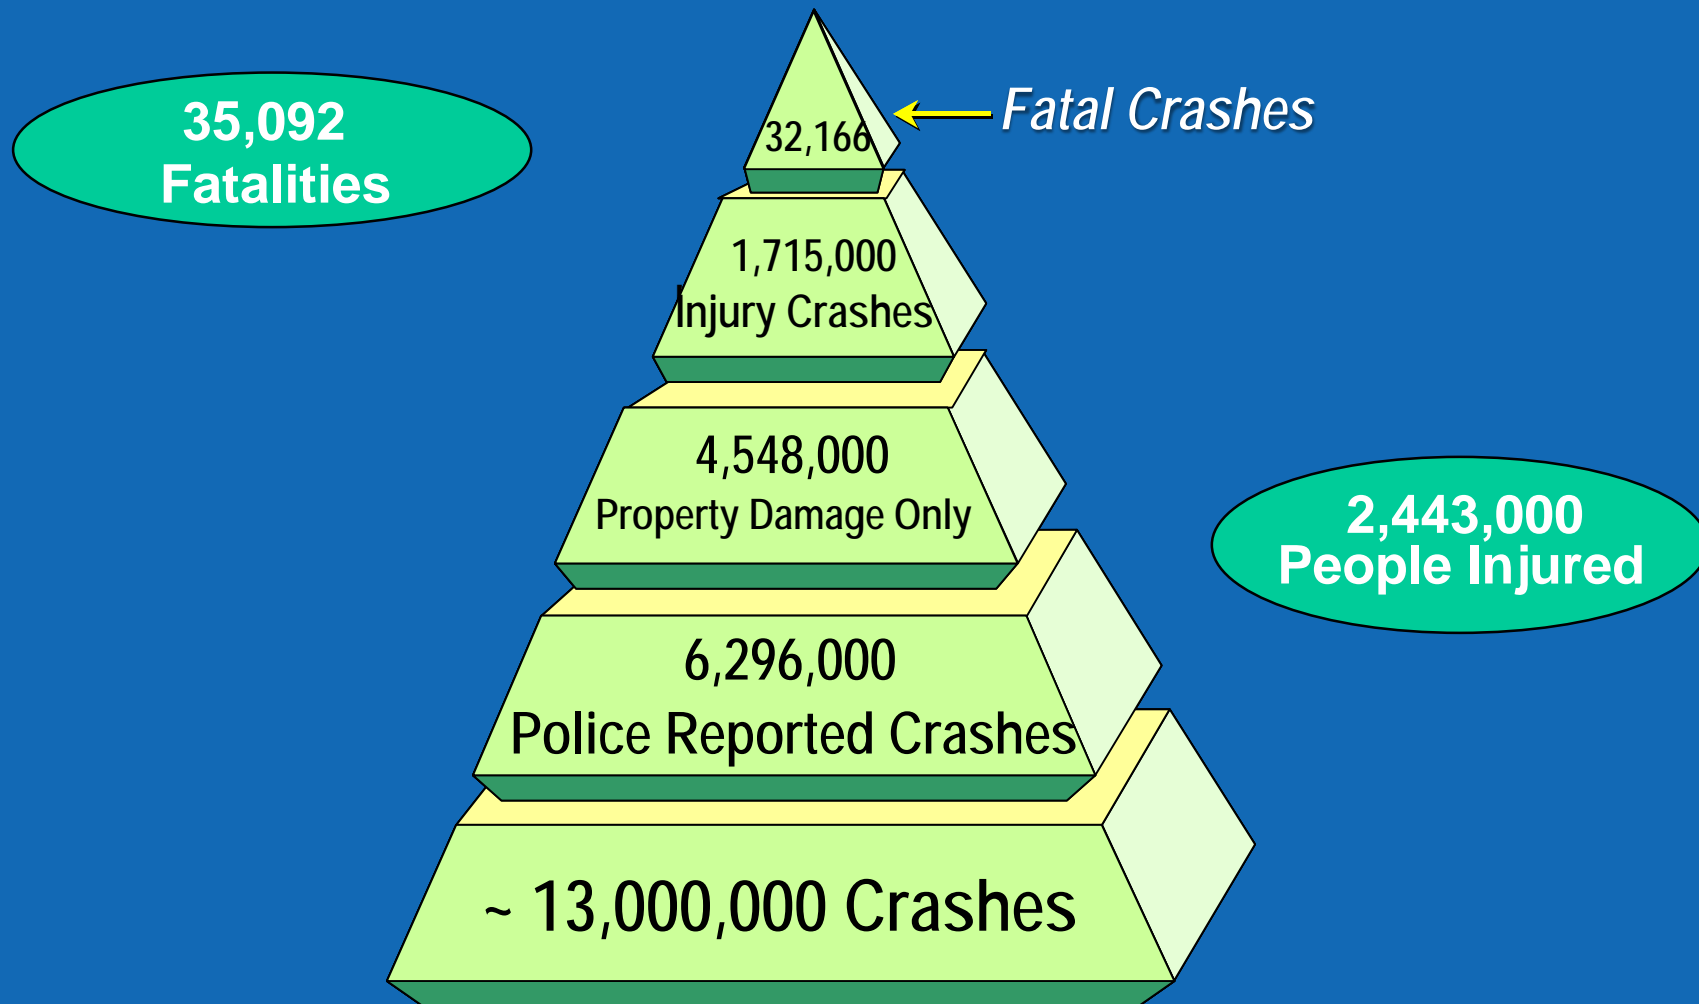 35,092
Fatalities
Fatal Crashes
32,166
1,715,000
Injury Crashes
4,548,000
Property Damage Only
2,443,000
People Injured
6,296,000
Police Reported Crashes
~ 13,000,000 Crashes